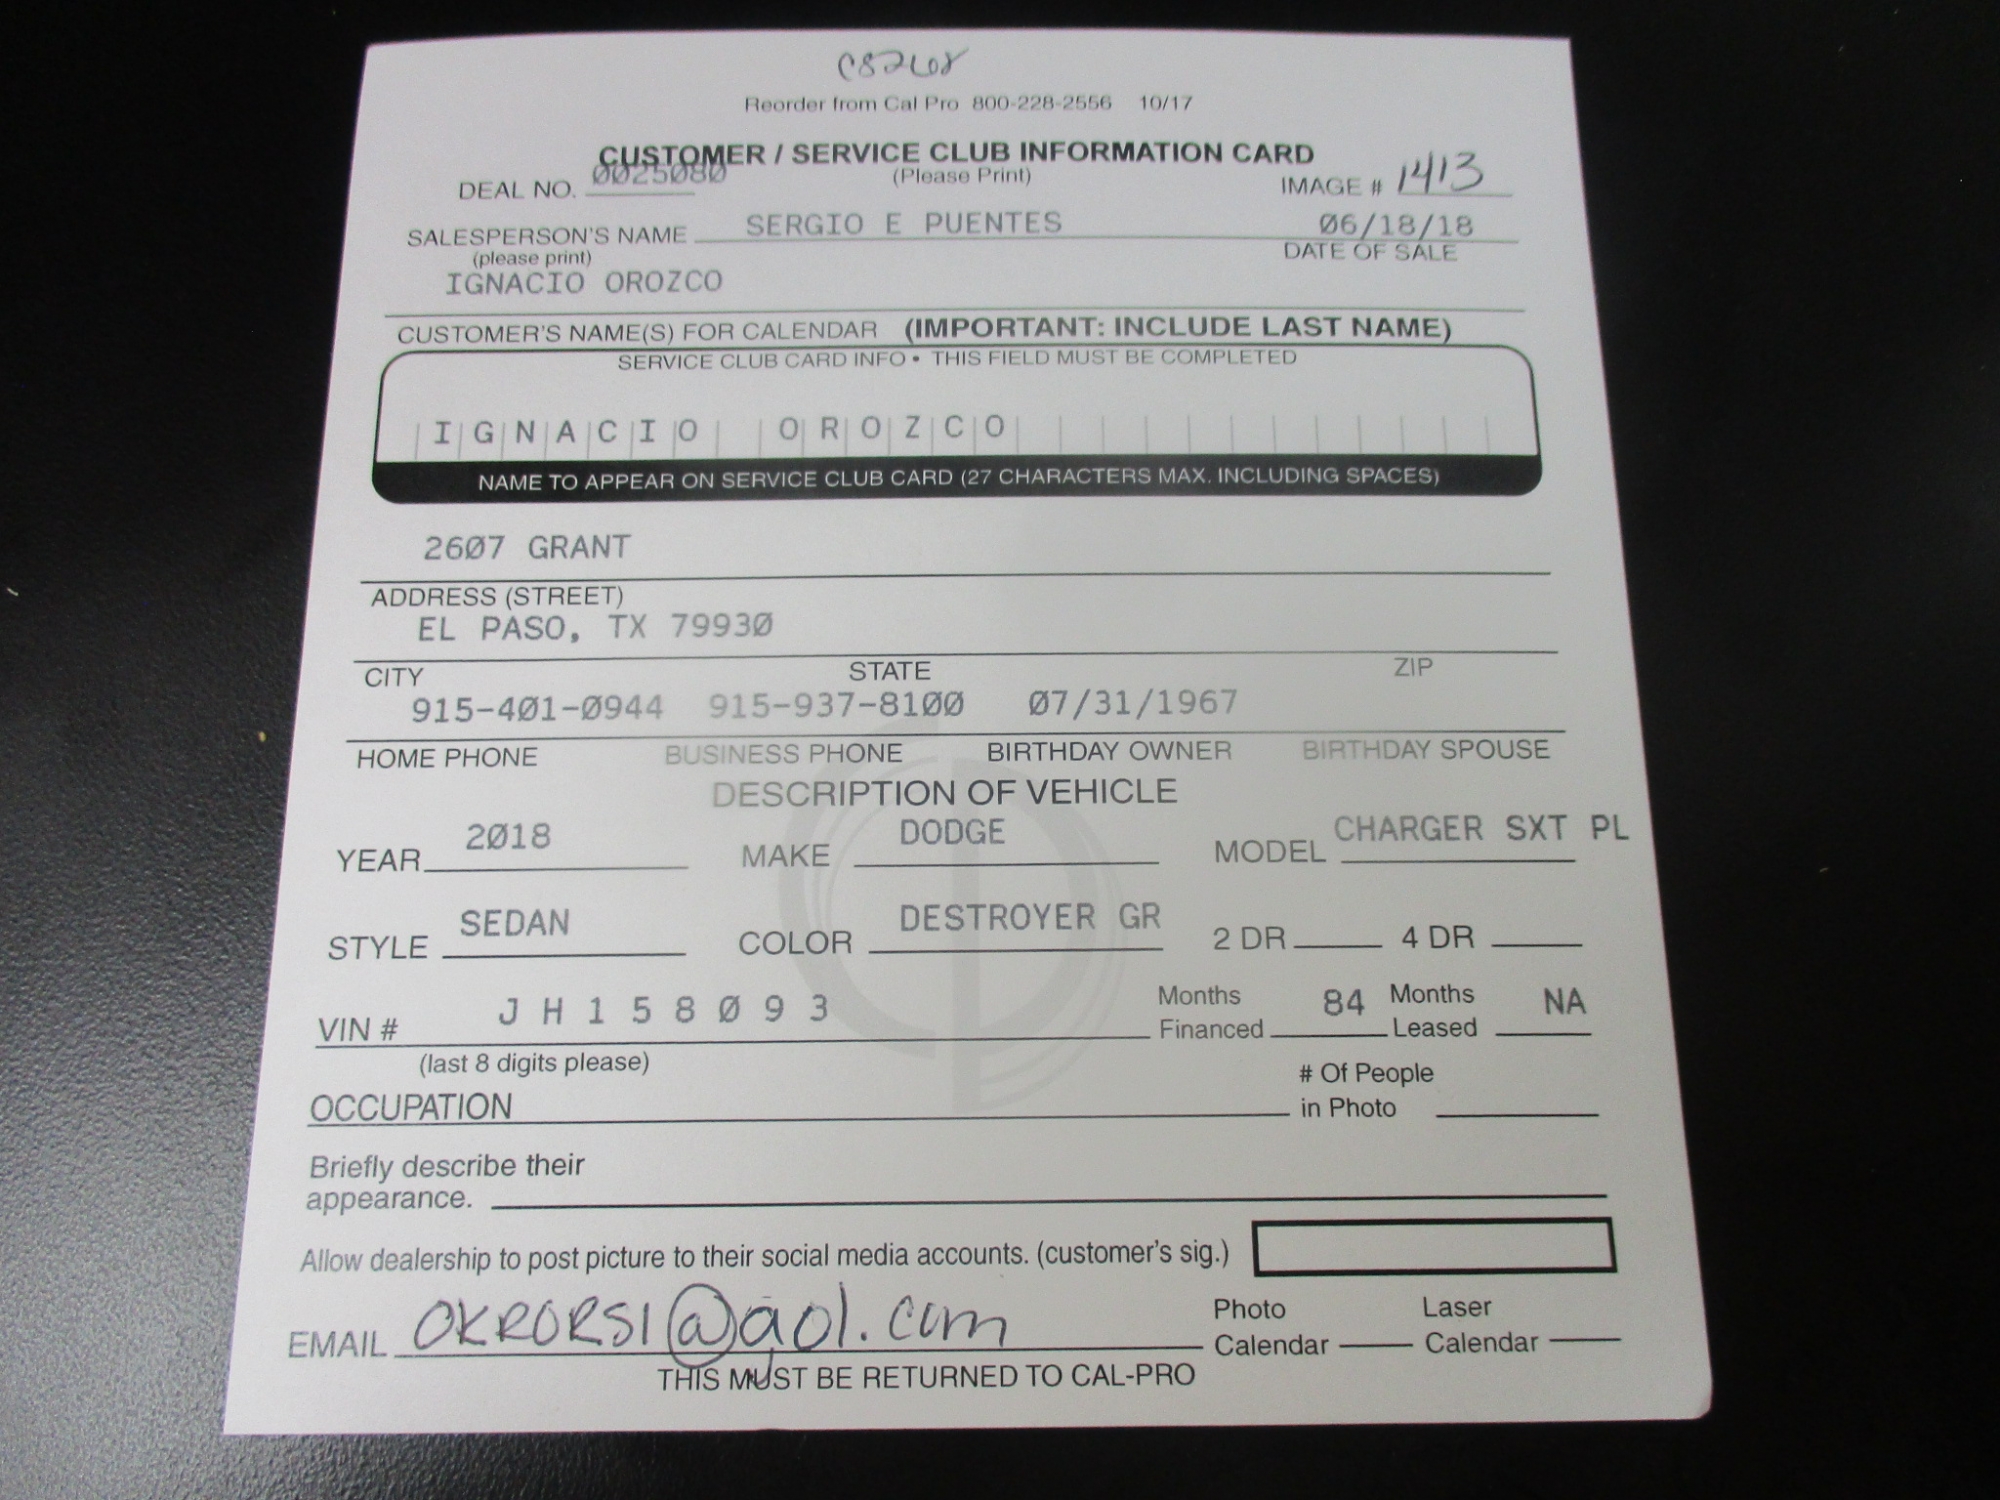 C8268
Reorder from Cal Pro 800-228-2556 10/17
CUSTOMER / SERVICE CLUB INFORMATION CARD
(Please Print)
DEAL NO. 0025080 IMAGE # 1413
SALESPERSON'S NAME SERGIO E PUENTES 06/18/18
(please print) DATE OF SALE
IGNACIO OROZCO
CUSTOMER'S NAME(S) FOR CALENDAR (IMPORTANT: INCLUDE LAST NAME)
SERVICE CLUB CARD INFO • THIS FIELD MUST BE COMPLETED
IGNACIO OROZCO
NAME TO APPEAR ON SERVICE CLUB CARD (27 CHARACTERS MAX. INCLUDING SPACES)
2607 GRANT
ADDRESS (STREET)
EL PASO, TX 79930
CITY STATE ZIP
915-401-0944 915-937-8100 07/31/1967
HOME PHONE BUSINESS PHONE BIRTHDAY OWNER BIRTHDAY SPOUSE
DESCRIPTION OF VEHICLE
YEAR 2018 MAKE DODGE MODEL CHARGER SXT PL
STYLE SEDAN COLOR DESTROYER GR 2 DR 4 DR
VIN # JH158093 Months Financed 84 Months Leased NA
(last 8 digits please)
OCCUPATION # Of People in Photo
Briefly describe their
appearance.
Allow dealership to post picture to their social media accounts. (customer's sig.)
EMAIL OKRORSI@aol.com Photo Calendar Laser Calendar
THIS MUST BE RETURNED TO CAL-PRO